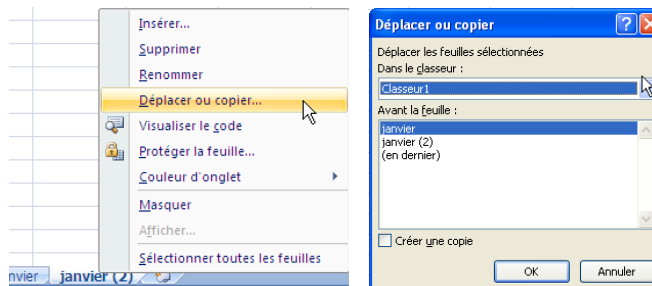 Insérer...
Supprimer
Renommer
Déplacer ou copier...
Visualiser le code
Protéger la feuille...
Couleur d'onglet
Masquer
Afficher...
Sélectionner toutes les feuilles
nvier janvier (2)
Déplacer ou copier
Déplacer les feuilles sélectionnées
Dans le classeur :
Classeur1
Avant la feuille :
janvier
janvier (2)
(en dernier)
Créer une copie
OK Annuler